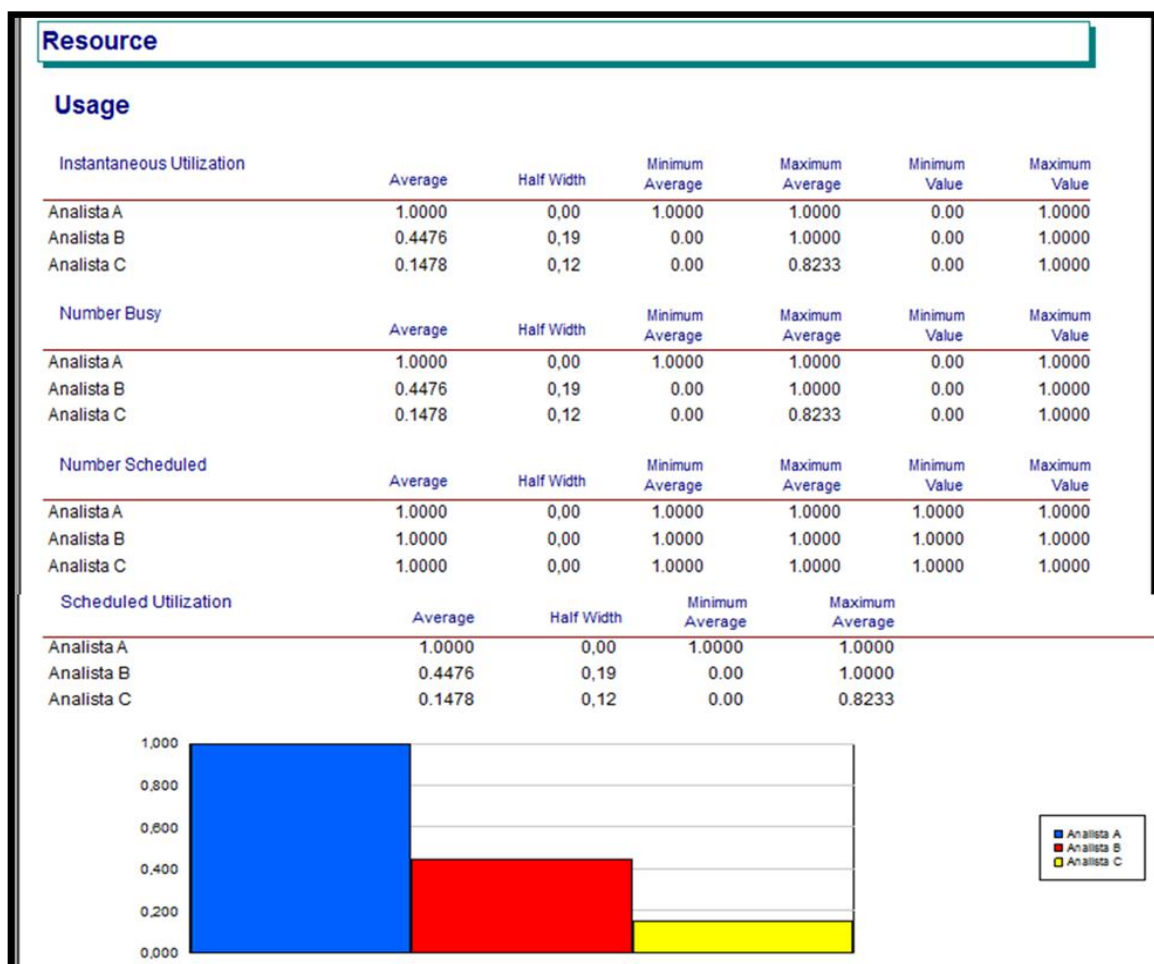 Resource
Usage
Instantaneous Utilization Average Half Width Minimum Average Maximum Average Minimum Value Maximum Value
Analista A 1.0000 0,00 1.0000 1.0000 0.00 1.0000
Analista B 0.4476 0,19 0.00 1.0000 0.00 1.0000
Analista C 0.1478 0,12 0.00 0.8233 0.00 1.0000
Number Busy Average Half Width Minimum Average Maximum Average Minimum Value Maximum Value
Analista A 1.0000 0,00 1.0000 1.0000 0.00 1.0000
Analista B 0.4476 0,19 0.00 1.0000 0.00 1.0000
Analista C 0.1478 0,12 0.00 0.8233 0.00 1.0000
Number Scheduled Average Half Width Minimum Average Maximum Average Minimum Value Maximum Value
Analista A 1.0000 0,00 1.0000 1.0000 1.0000 1.0000
Analista B 1.0000 0,00 1.0000 1.0000 1.0000 1.0000
Analista C 1.0000 0,00 1.0000 1.0000 1.0000 1.0000
Scheduled Utilization Average Half Width Minimum Average Maximum Average
Analista A 1.0000 0,00 1.0000 1.0000
Analista B 0.4476 0,19 0.00 1.0000
Analista C 0.1478 0,12 0.00 0.8233
1,000
0,800
0,600
0,400
0,200
0,000
Analista A
Analista B
Analista C